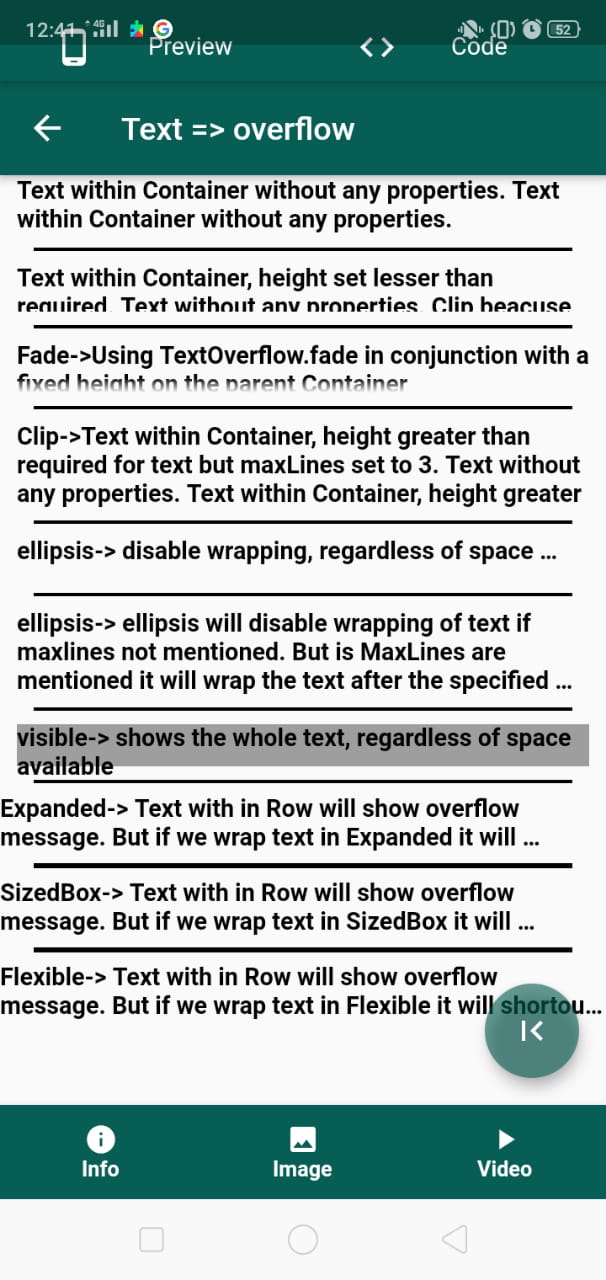 12:41 4G 52
Preview <> Code
Text => overflow
Text within Container without any properties. Text
within Container without any properties.
Text within Container, height set lesser than
required. Text without any properties. Clip beacuse
Fade->Using TextOverflow.fade in conjunction with a
fixed height on the parent Container
Clip->Text within Container, height greater than
required for text but maxLines set to 3. Text without
any properties. Text within Container, height greater
ellipsis-> disable wrapping, regardless of space ...
ellipsis-> ellipsis will disable wrapping of text if
maxlines not mentioned. But is MaxLines are
mentioned it will wrap the text after the specified ...
visible-> shows the whole text, regardless of space
available
Expanded-> Text with in Row will show overflow
message. But if we wrap text in Expanded it will ...
SizedBox-> Text with in Row will show overflow
message. But if we wrap text in SizedBox it will ...
Flexible-> Text with in Row will show overflow
message. But if we wrap text in Flexible it will shortou...
Info Image Video